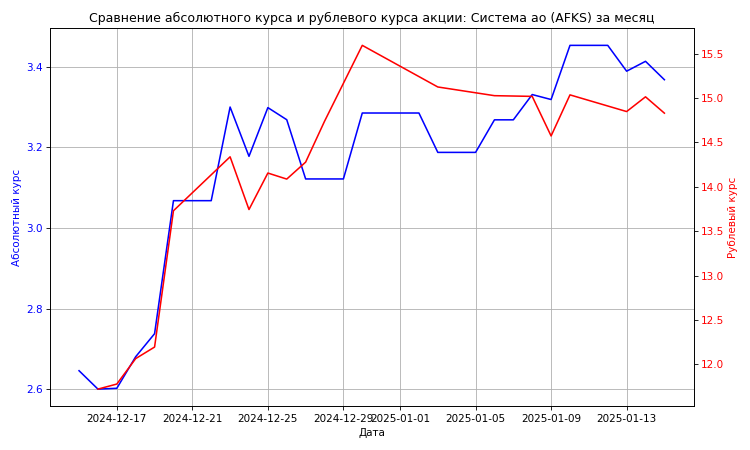 Сравнение абсолютного курса и рублевого курса акции: Система ао (AFKS) за месяц
Абсолютный курс
3.4
3.2
3.0
2.8
2.6
15.5
15.0
14.5
14.0
13.5
13.0
12.5
12.0
Рублевый курс
2024-12-17 2024-12-21 2024-12-25 2024-12-29 2025-01-01 2025-01-05 2025-01-09 2025-01-13
Дата